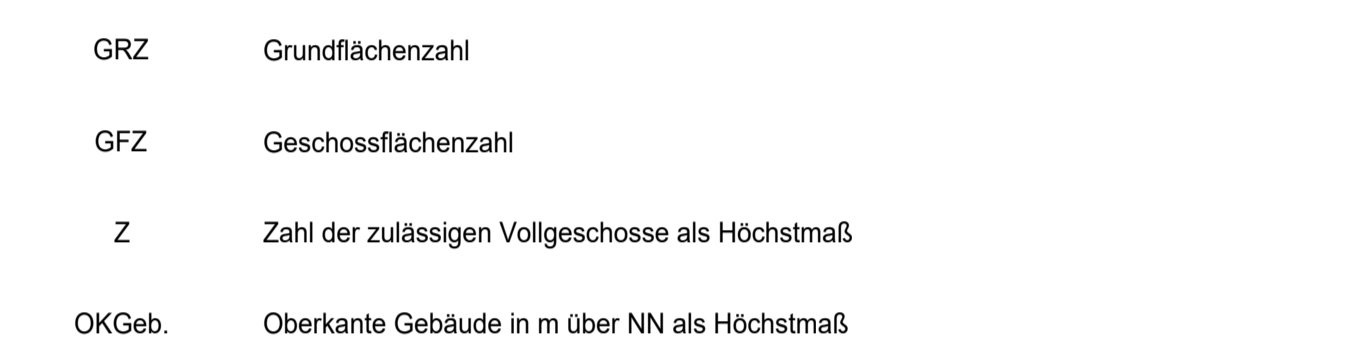 GRZ Grundflächenzahl
GFZ Geschossflächenzahl
Z Zahl der zulässigen Vollgeschosse als Höchstmaß
OKGeb. Oberkante Gebäude in m über NN als Höchstmaß